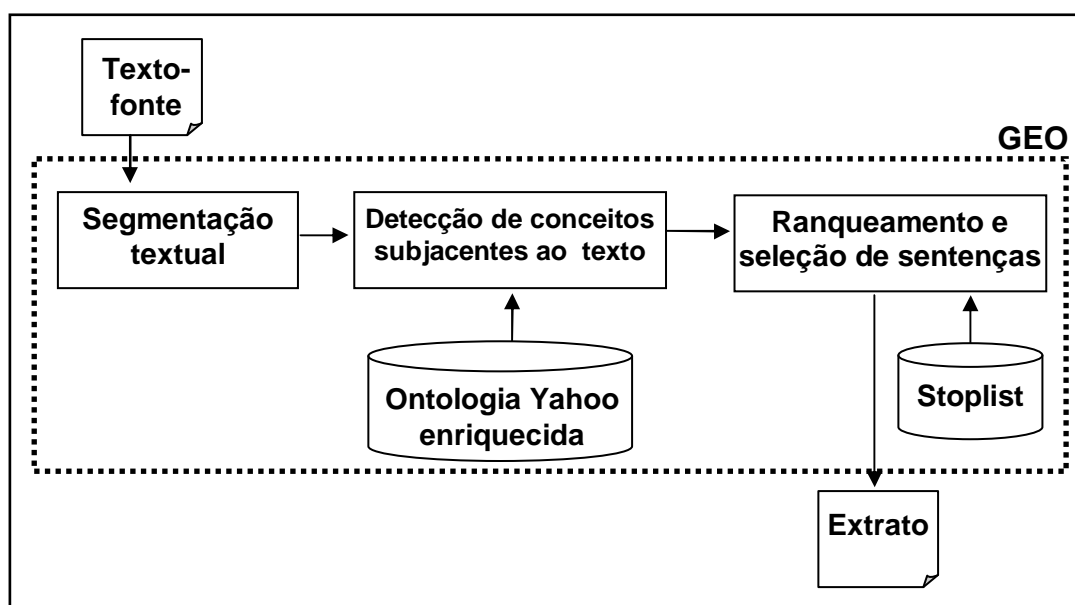 Texto-
fonte
GEO
Segmentação
textual
Detecção de conceitos
subjacentes ao texto
Ranqueamento e
seleção de sentenças
Ontologia Yahoo
enriquecida
Stoplist
Extrato